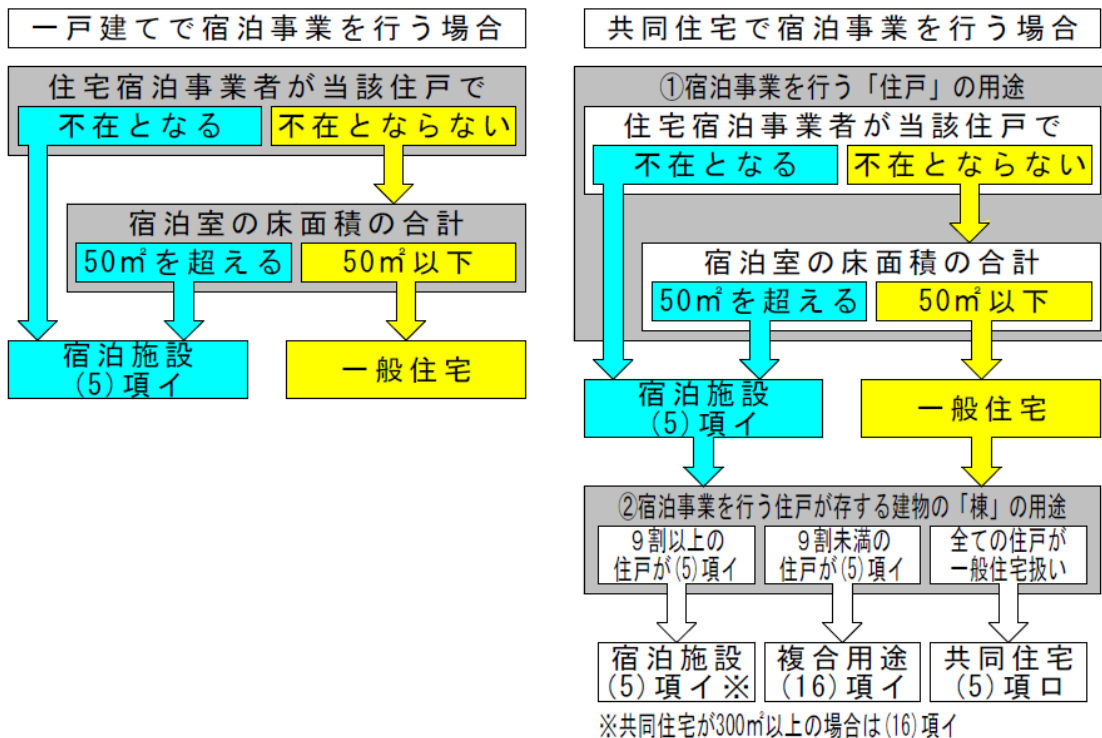 一戸建てで宿泊事業を行う場合
住宅宿泊事業者が当該住戸で
不在となる
不在とならない
宿泊室の床面積の合計
50㎡を超える
50㎡以下
宿泊施設
(5)項イ
一般住宅
共同住宅で宿泊事業を行う場合
①宿泊事業を行う「住戸」の用途
住宅宿泊事業者が当該住戸で
不在となる
不在とならない
宿泊室の床面積の合計
50㎡を超える
50㎡以下
宿泊施設
(5)項イ
一般住宅
②宿泊事業を行う住戸が存する建物の「棟」の用途
９割以上の
住戸が(5)項イ
９割未満の
住戸が(5)項イ
全ての住戸が
一般住宅扱い
宿泊施設
(5)項イ※
複合用途
(16)項イ
共同住宅
(5)項ロ
※共同住宅が300㎡以上の場合は(16)項イ